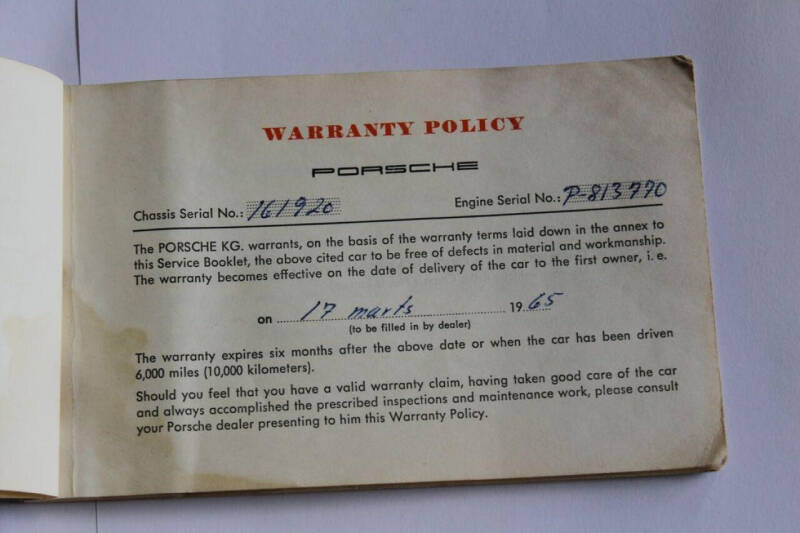 WARRANTY POLICY
PORSCHE
Chassis Serial No.: 161920 Engine Serial No.: P-813770
The PORSCHE KG. warrants, on the basis of the warranty terms laid down in the annex to
this Service Booklet, the above cited car to be free of defects in material and workmanship.
The warranty becomes effective on the date of delivery of the car to the first owner, i. e.
on 17 marts 1965
(to be filled in by dealer)
The warranty expires six months after the above date or when the car has been driven
6,000 miles (10,000 kilometers).
Should you feel that you have a valid warranty claim, having taken good care of the car
and always accomplished the prescribed inspections and maintenance work, please consult
your Porsche dealer presenting to him this Warranty Policy.